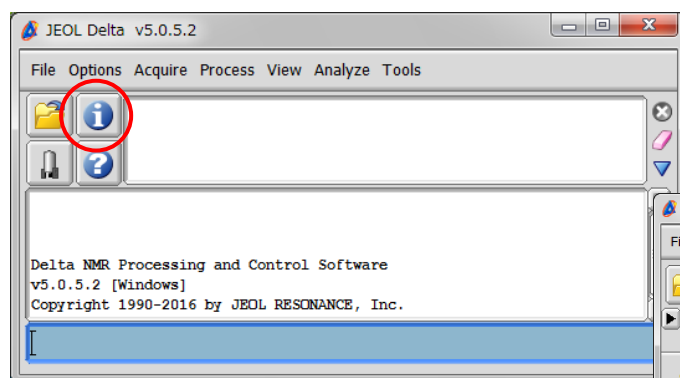 JEOL Delta v5.0.5.2
File Options Acquire Process View Analyze Tools
Delta NMR Processing and Control Software
v5.0.5.2 [Windows]
Copyright 1990-2016 by JEOL RESONANCE, Inc.